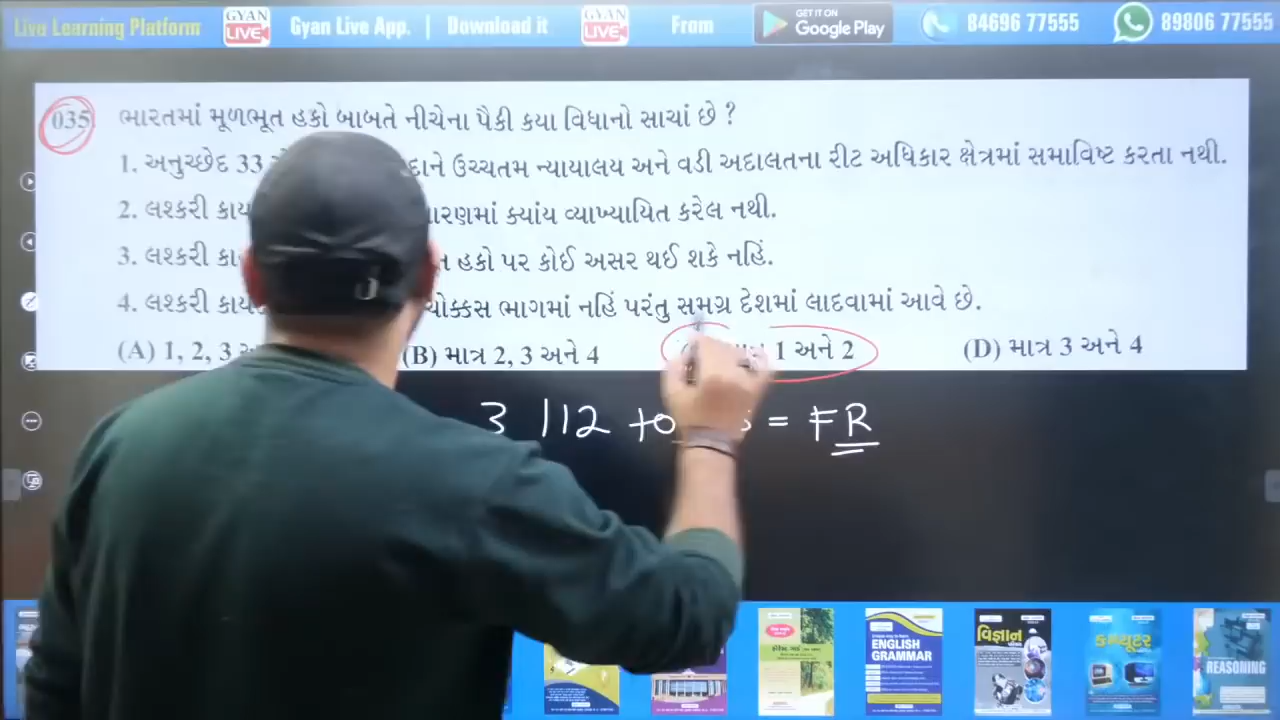 Live Learning Platform GYAN LIVE Gyan Live App. | Download it GYAN LIVE From GET IT ON Google Play 84696 77555 89806 77555
035 ભારતમાં મૂળભૂત હકો બાબતે નીચેના પૈકી કયા વિધાનો સાચાં છે ?
1. અનુચ્છેદ 33 ઉચ્ચતમ ન્યાયાલય અને વડી અદાલતના રીટ અધિકાર ક્ષેત્રમાં સમાવિષ્ટ કરતા નથી.
2. લશ્કરી ક્યાંય વ્યાખ્યાયિત કરેલ નથી.
3. લશ્કરી હકો પર કોઈ અસર થઈ શકે નહિં.
4. લશ્કરી ચોક્કસ ભાગમાં નહિં પરંતુ સમગ્ર દેશમાં લાદવામાં આવે છે.
(A) 1, 2, 3 (B) માત્ર 2, 3 અને 4 1 અને 2 (D) માત્ર 3 અને 4
3 112 to = FR
ENGLISH GRAMMAR
વિજ્ઞાન
કમ્પ્યુટર
REASONING